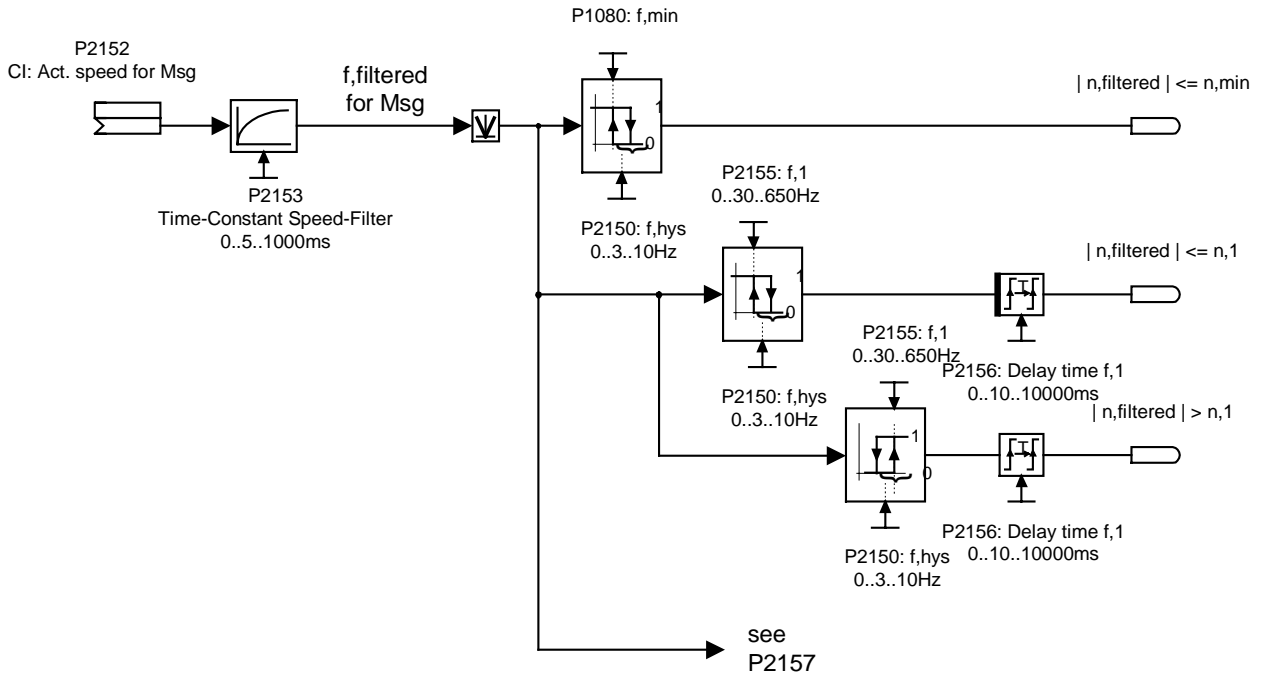 P1080: f,min
P2152
CI: Act. speed for Msg
f,filtered
for Msg
| n,filtered | <= n,min
1
0
P2153
Time-Constant Speed-Filter
0..5..1000ms
P2155: f,1
0..30..650Hz
P2150: f,hys
0..3..10Hz
| n,filtered | <= n,1
1
0
T
P2155: f,1
0..30..650Hz
P2156: Delay time f,1
0..10..10000ms
P2150: f,hys
0..3..10Hz
| n,filtered | > n,1
1
0
T
P2156: Delay time f,1
0..10..10000ms
P2150: f,hys
0..3..10Hz
see
P2157